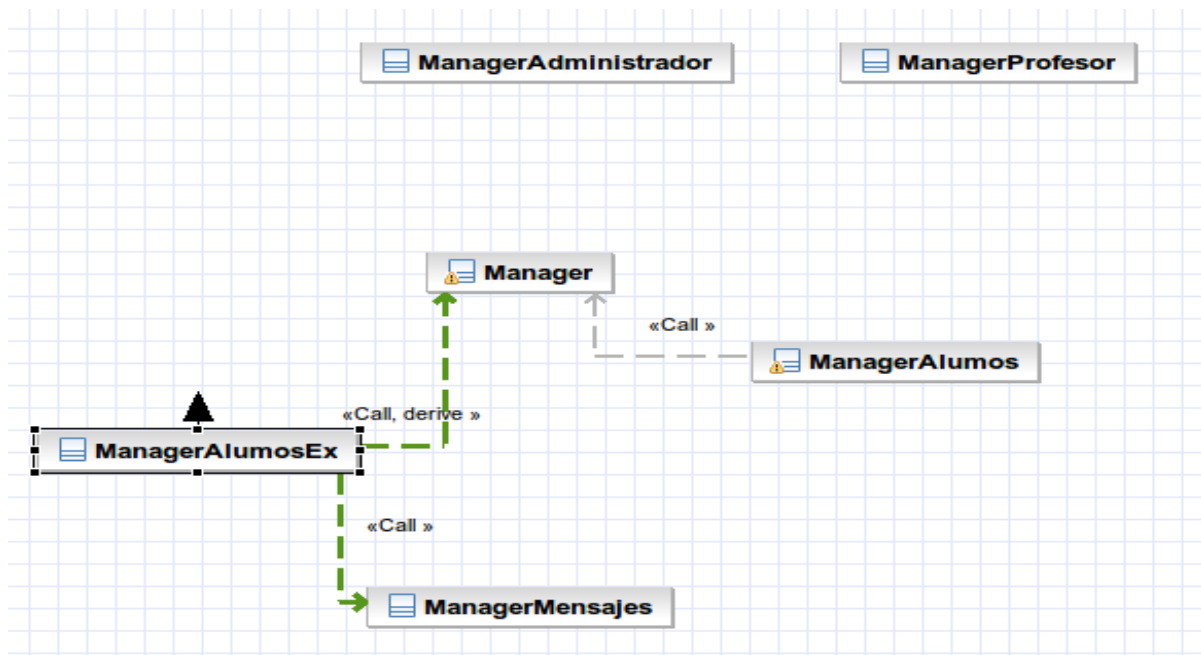 ManagerAdministrador
ManagerProfesor
Manager
«Call »
ManagerAlumos
«Call, derive »
ManagerAlumosEx
«Call »
ManagerMensajes